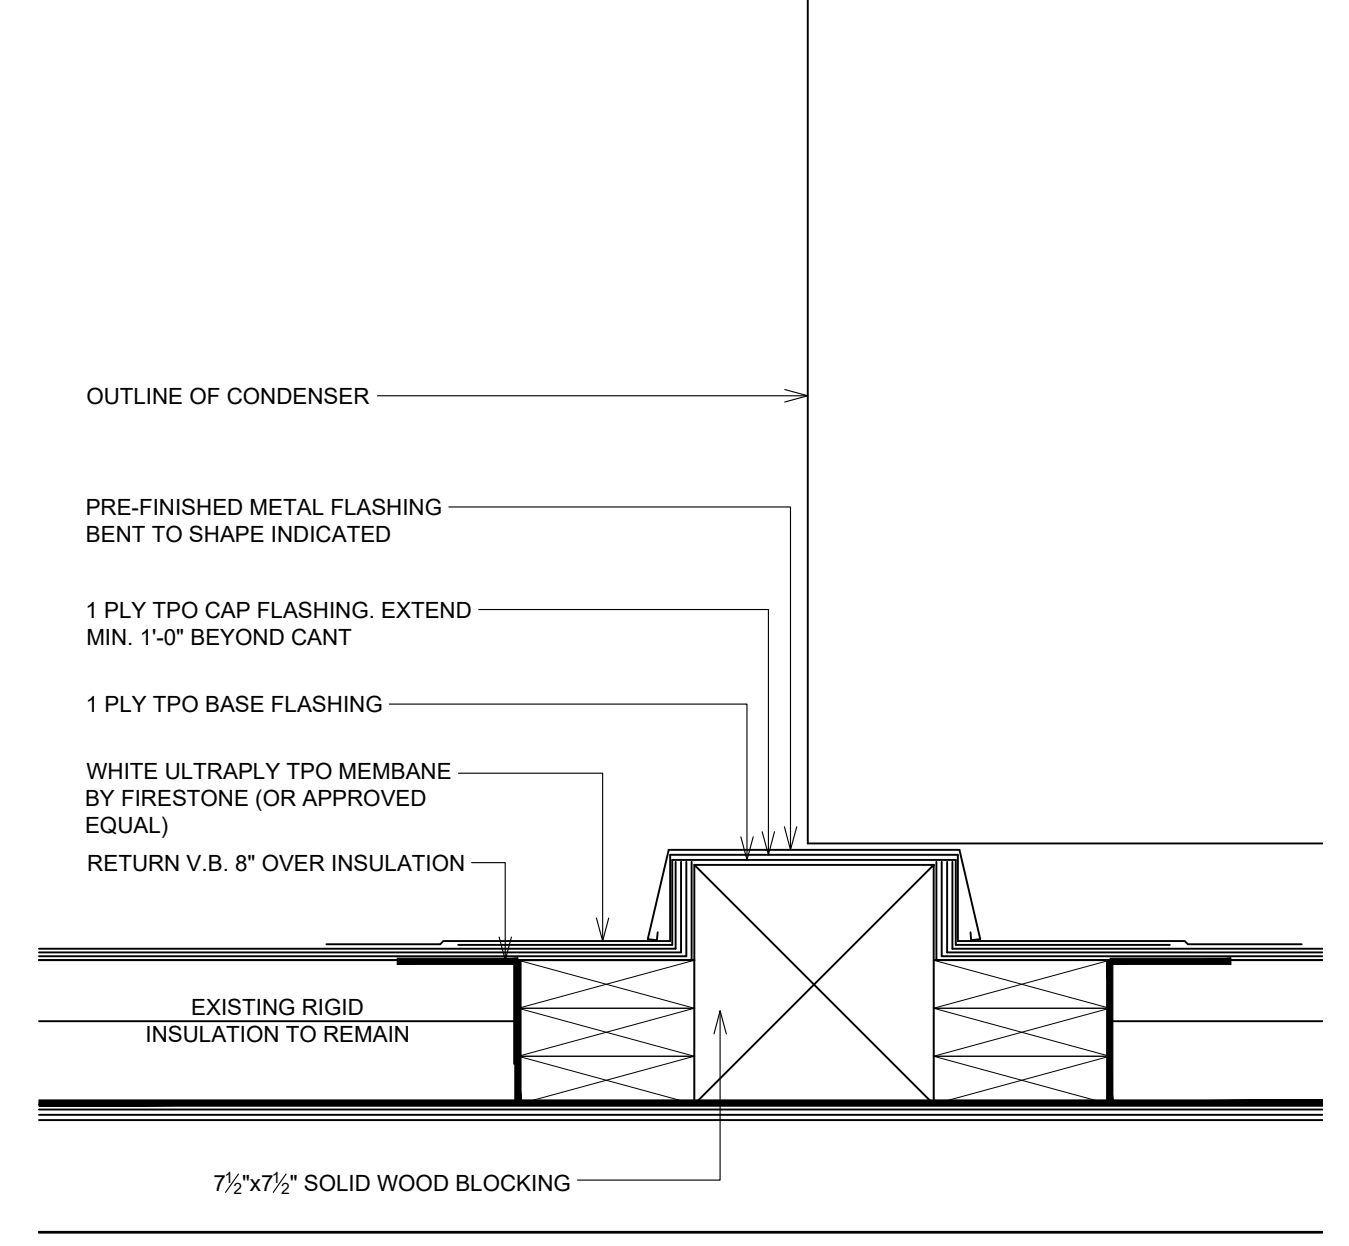 OUTLINE OF CONDENSER
PRE-FINISHED METAL FLASHING
BENT TO SHAPE INDICATED
1 PLY TPO CAP FLASHING. EXTEND
MIN. 1'-0" BEYOND CANT
1 PLY TPO BASE FLASHING
WHITE ULTRAPLY TPO MEMBANE
BY FIRESTONE (OR APPROVED
EQUAL)
RETURN V.B. 8" OVER INSULATION
EXISTING RIGID
INSULATION TO REMAIN
7½"x7½" SOLID WOOD BLOCKING